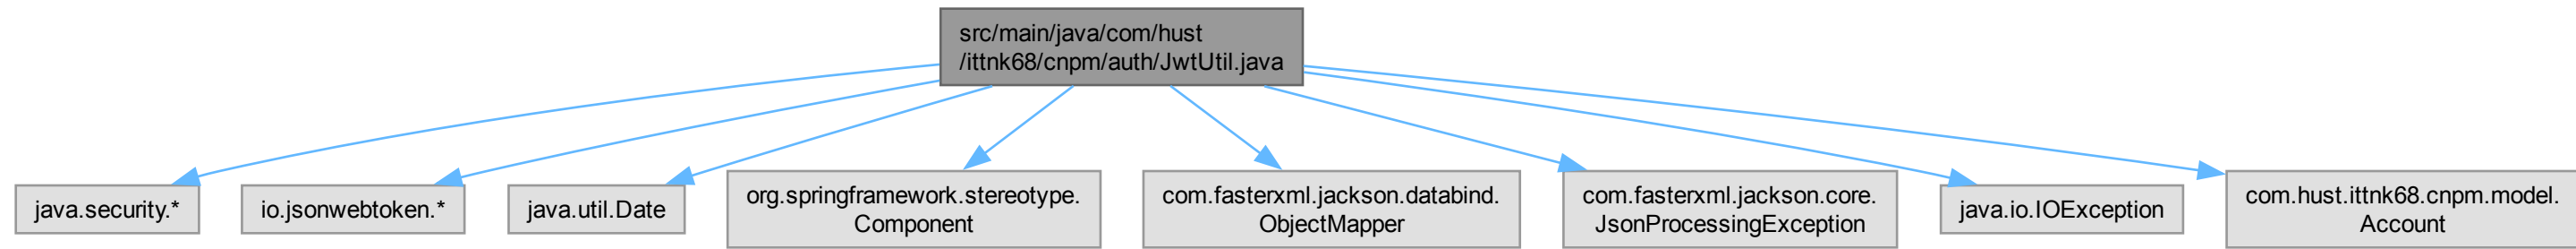 src/main/java/com/hust
/ittnk68/cnpm/auth/JwtUtil.java
java.security.*
io.jsonwebtoken.*
java.util.Date
org.springframework.stereotype.
Component
com.fasterxml.jackson.databind.
ObjectMapper
com.fasterxml.jackson.core.
JsonProcessingException
java.io.IOException
com.hust.ittnk68.cnpm.model.
Account